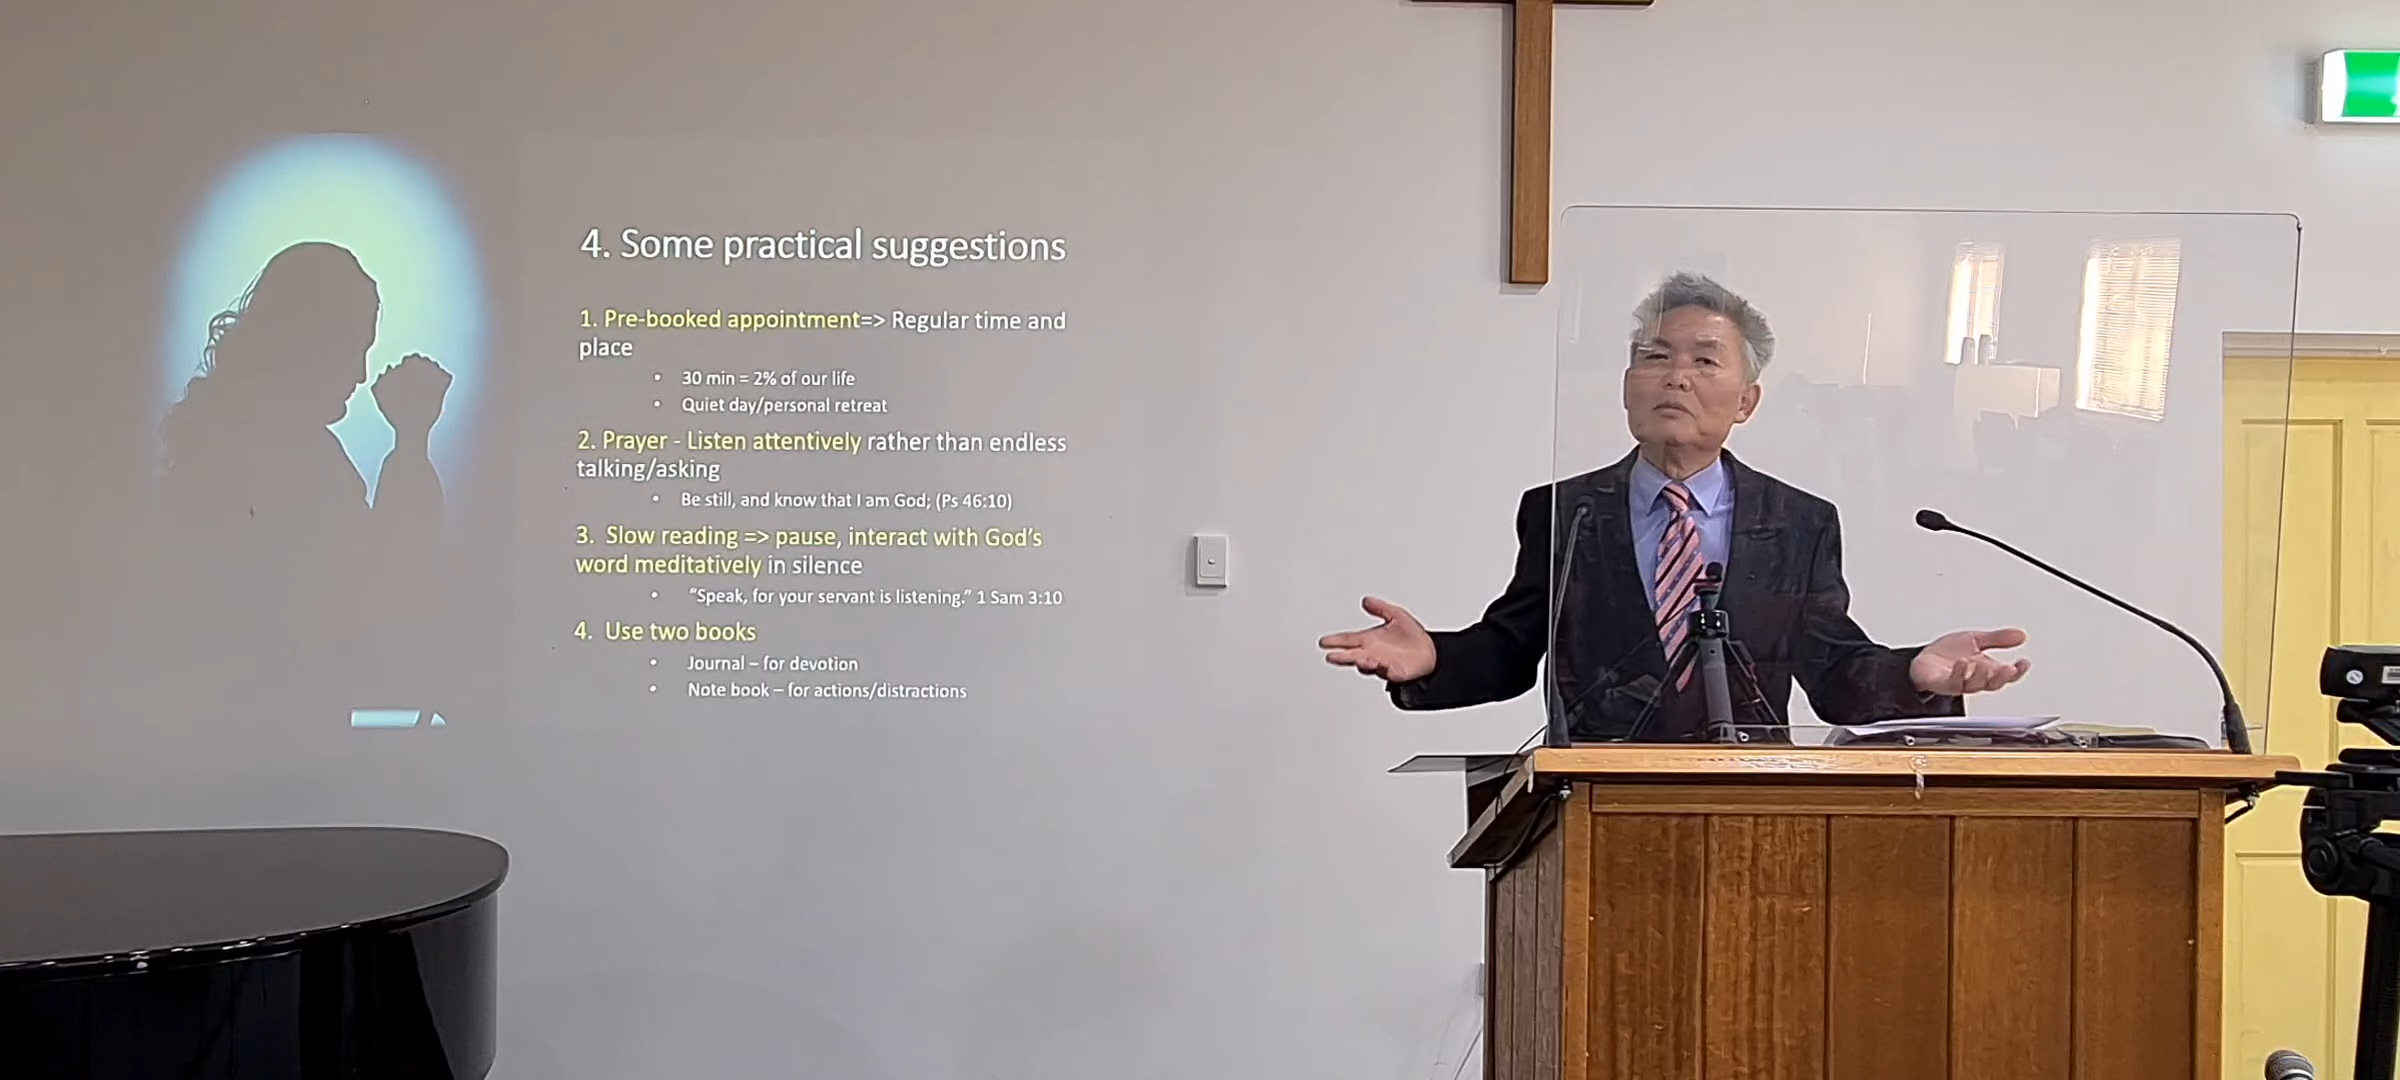 4. Some practical suggestions
1. Pre-booked appointment=> Regular time and
place
• 30 min = 2% of our life
• Quiet day/personal retreat
2. Prayer - Listen attentively rather than endless
talking/asking
• Be still, and know that I am God; (Ps 46:10)
3. Slow reading => pause, interact with God's
word meditatively in silence
• “Speak, for your servant is listening.” 1 Sam 3:10
4. Use two books
• Journal – for devotion
• Note book – for actions/distractions